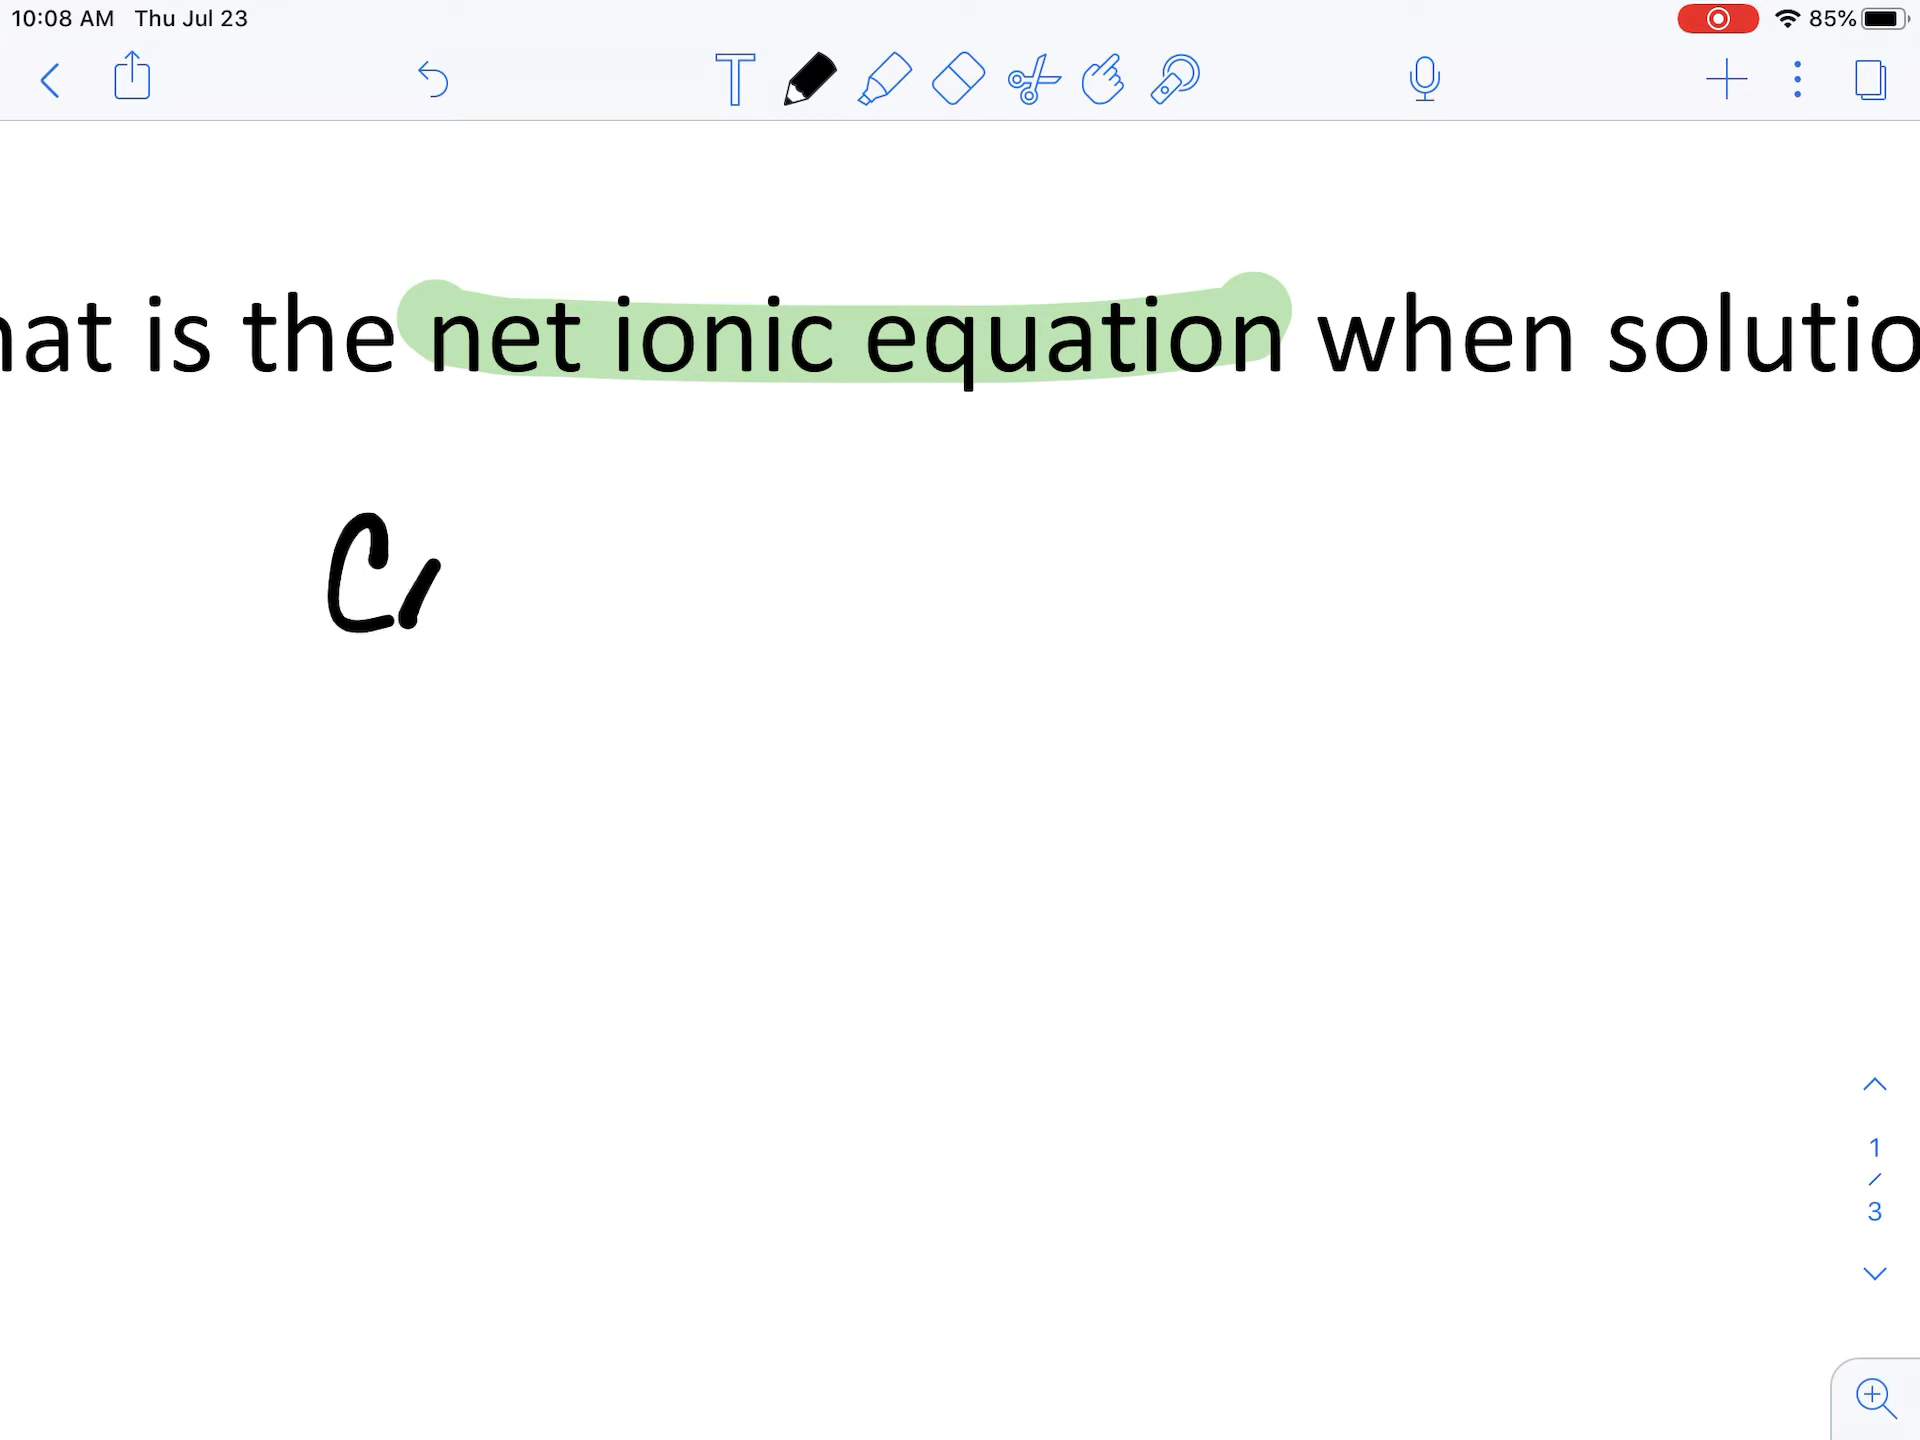 10:08 AM Thu Jul 23
85%
hat is the net ionic equation when solutio
C
1
/
3